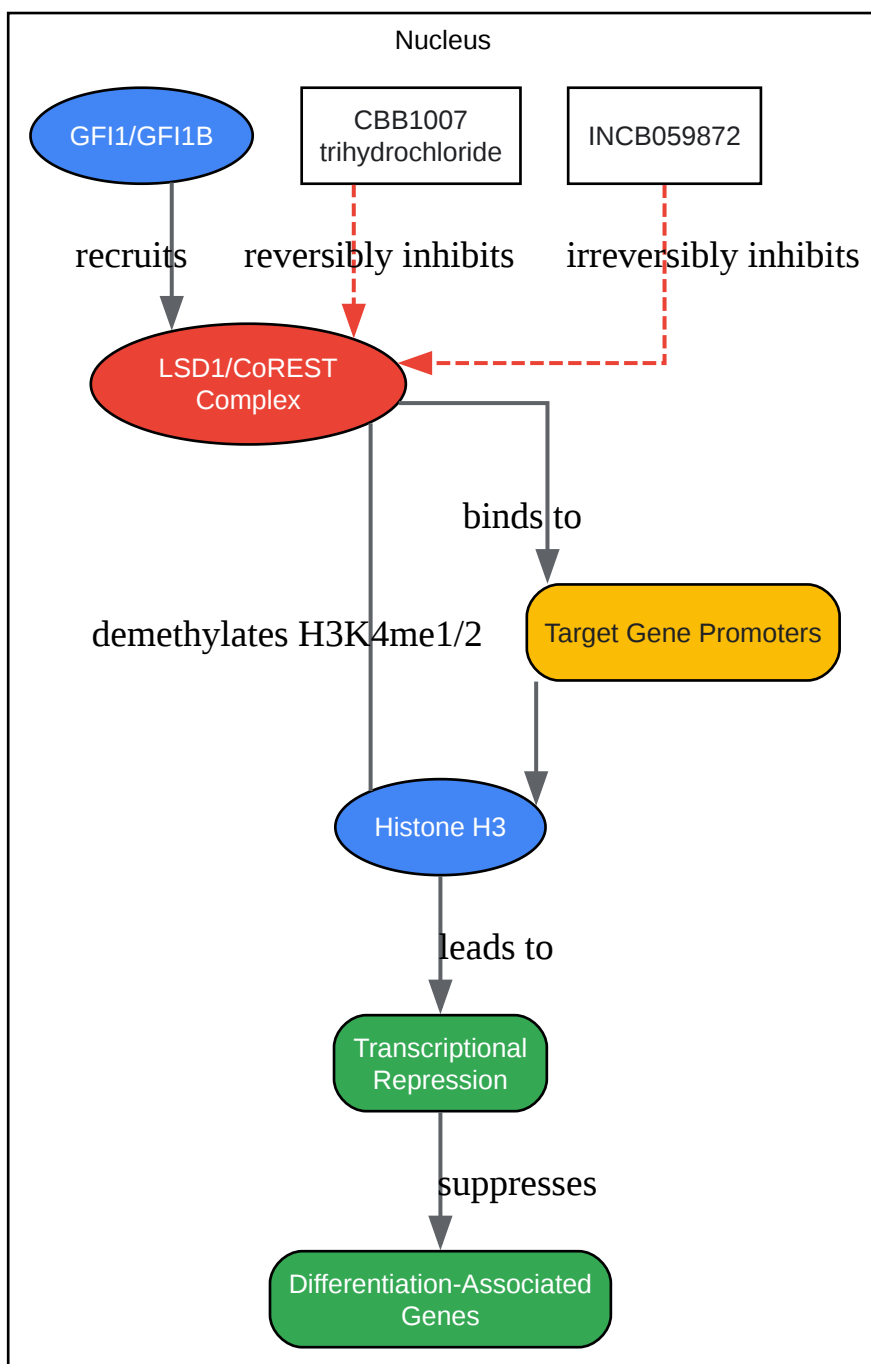 Nucleus
GFI1/GFI1B
CBB1007
trihydrochloride
INCB059872
recruits
reversibly inhibits
irreversibly inhibits
LSD1/CoREST
Complex
binds to
demethylates H3K4me1/2
Target Gene Promoters
Histone H3
leads to
Transcriptional
Repression
suppresses
Differentiation-Associated
Genes